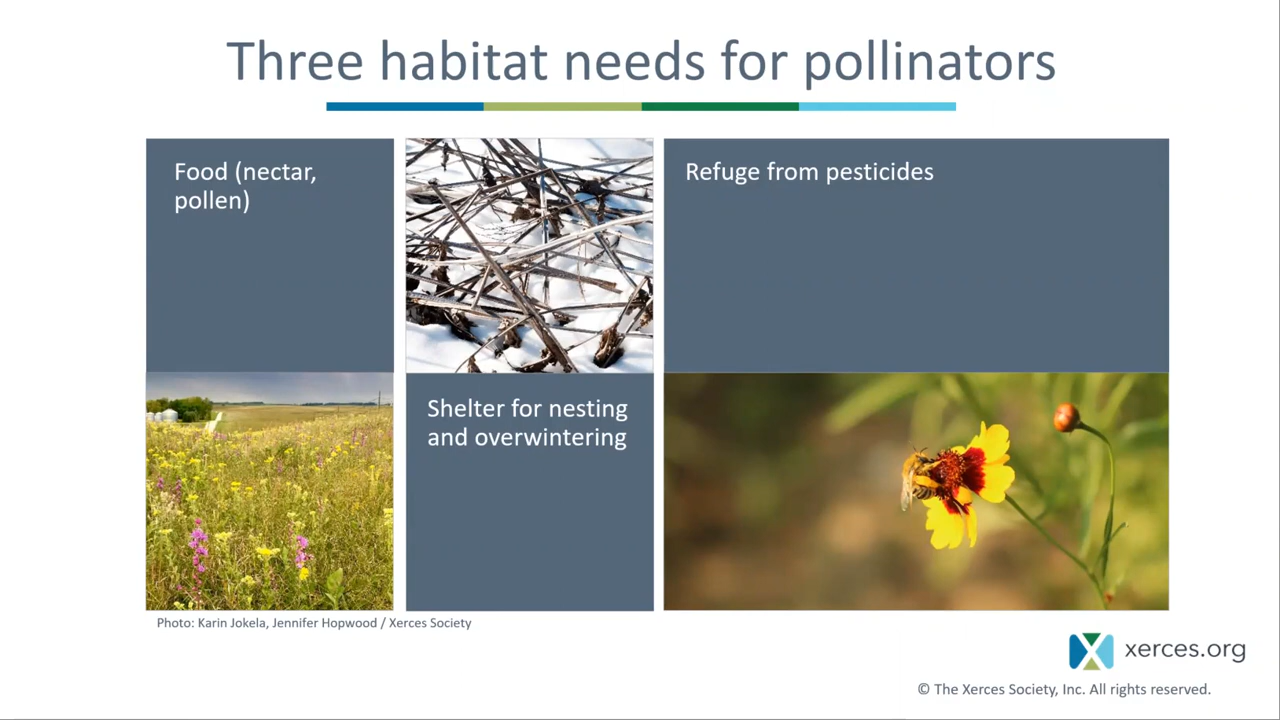 Three habitat needs for pollinators
Food (nectar,
pollen)
Shelter for nesting
and overwintering
Refuge from pesticides
Photo: Karin Jokela, Jennifer Hopwood / Xerces Society
xerces.org
© The Xerces Society, Inc. All rights reserved.